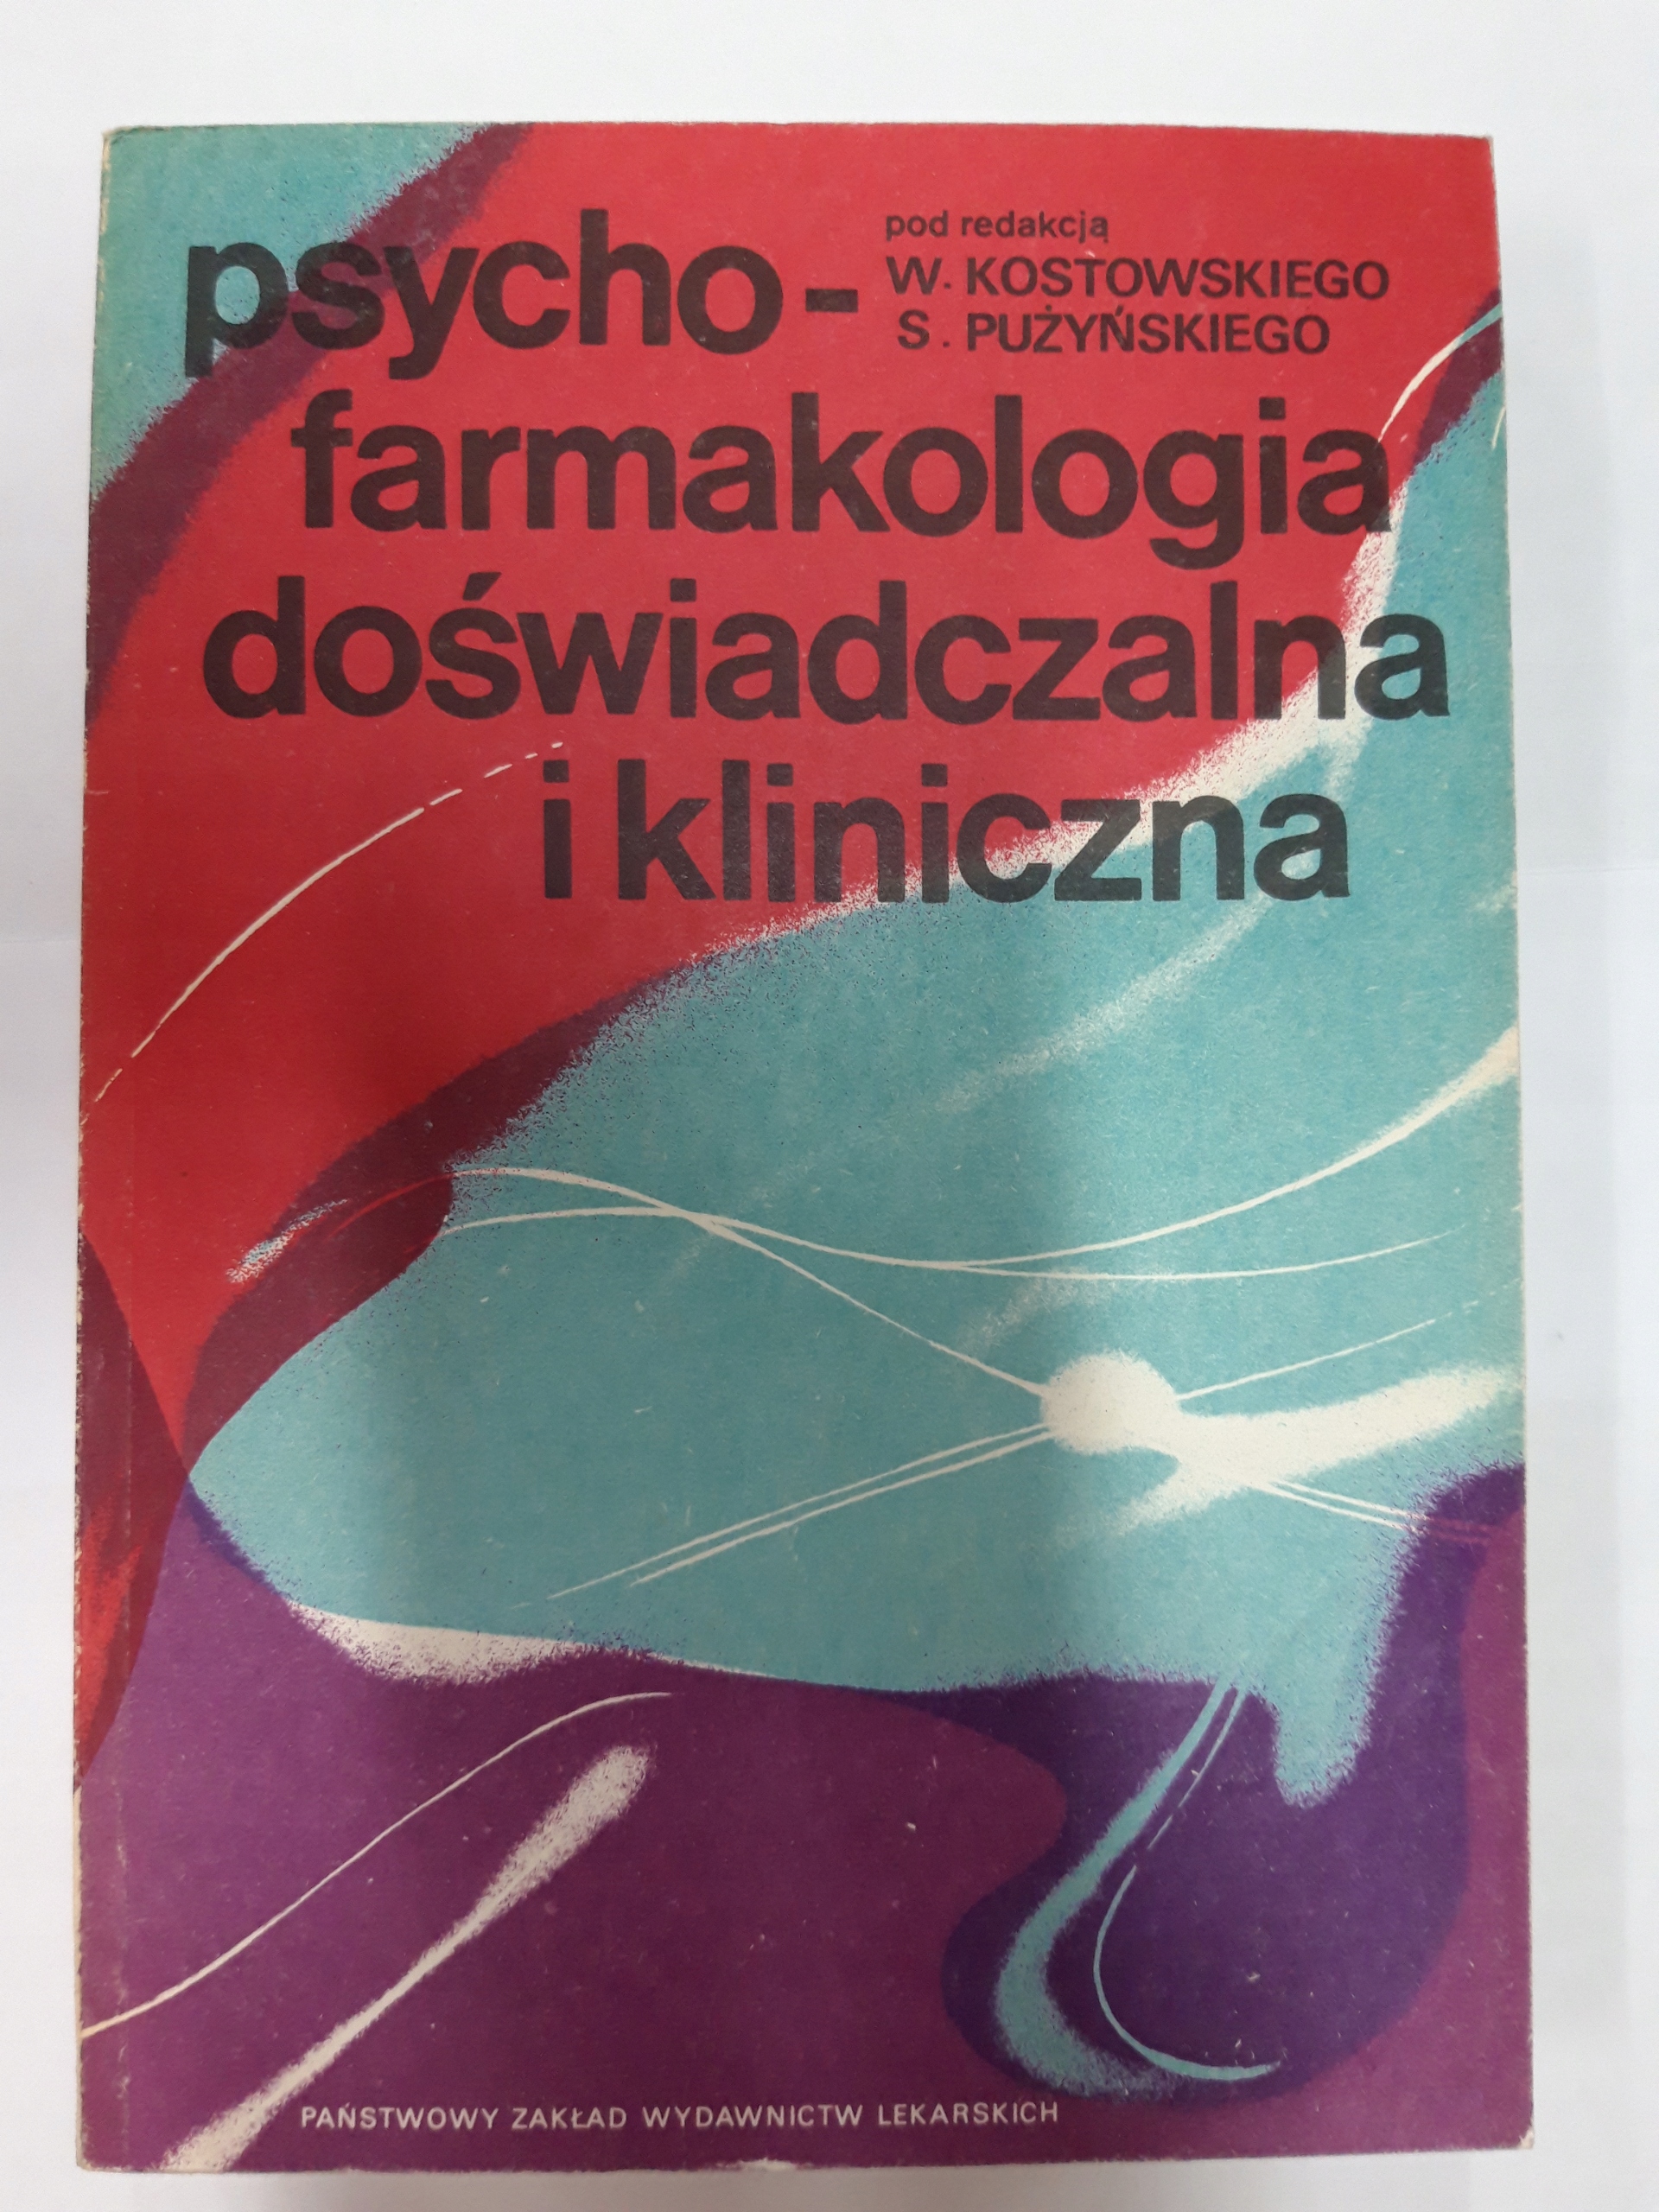 psycho-
pod redakcją
W. KOSTOWSKIEGO
S. PUŻYŃSKIEGO
farmakologia
doświadczalna
i kliniczna
PAŃSTWOWY ZAKŁAD WYDAWNICTW LEKARSKICH